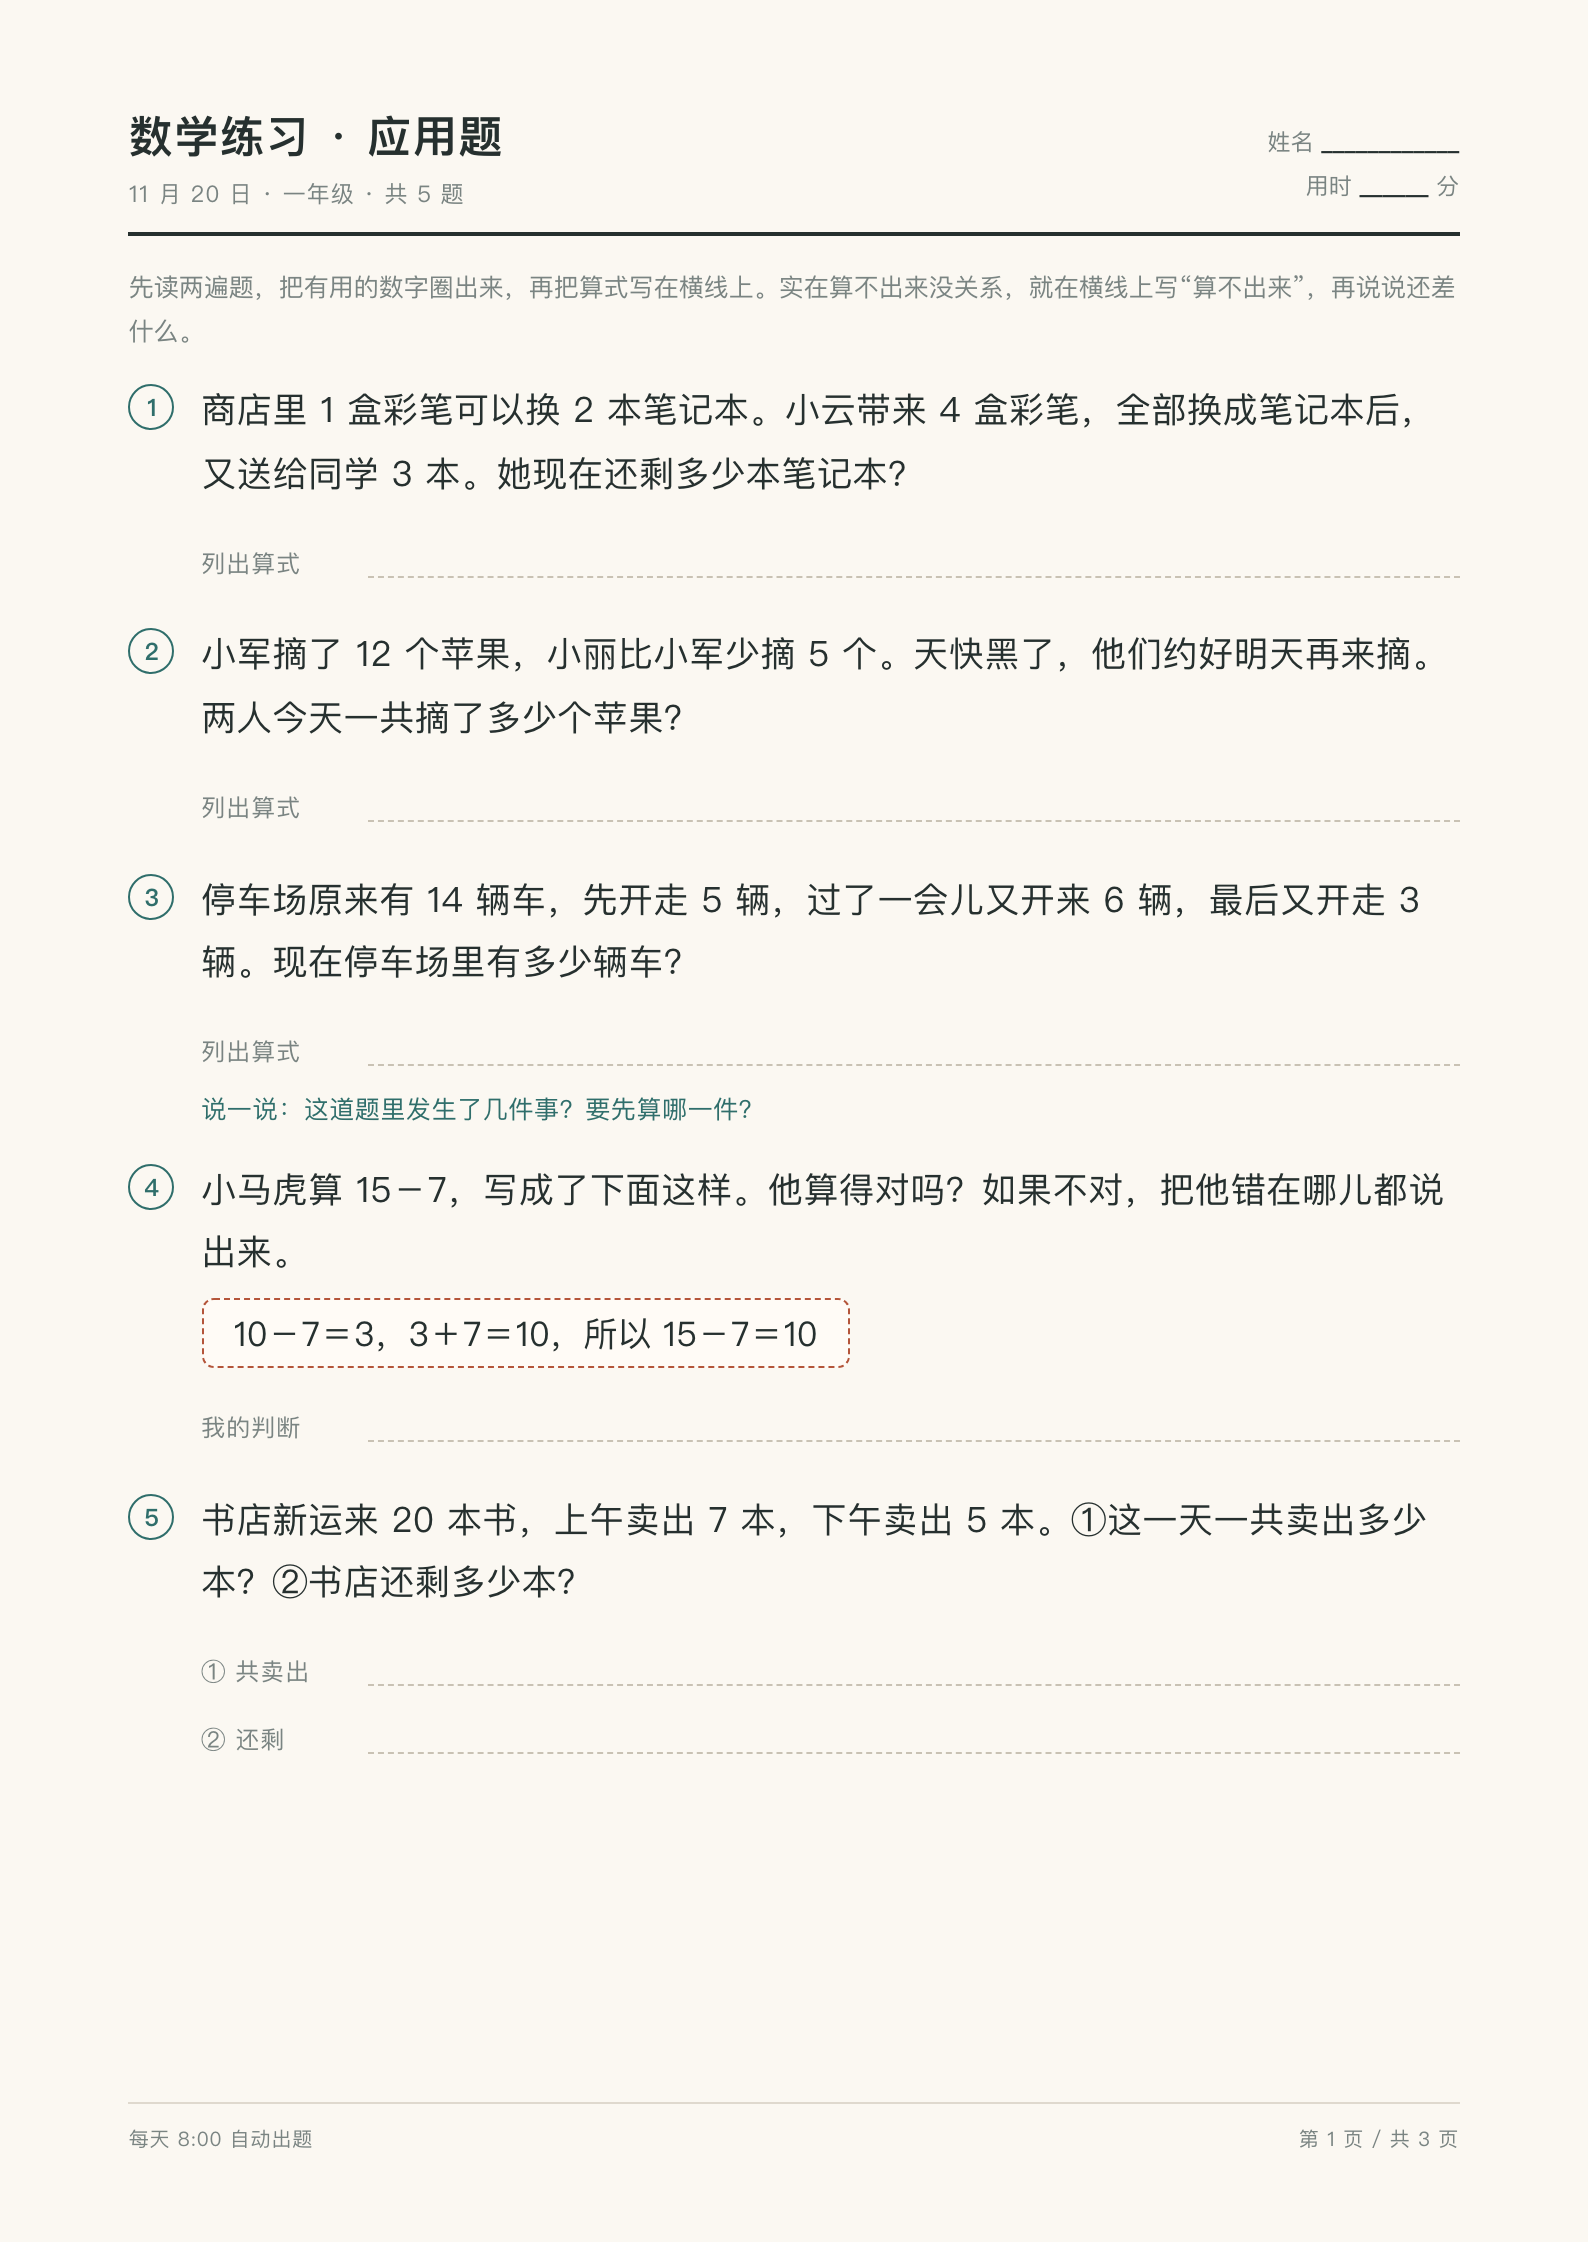 数学练习 · 应用题
11 月 20 日 · 一年级 · 共 5 题
姓名 ____________
用时 ______ 分
先读两遍题，把有用的数字圈出来，再把算式写在横线上。实在算不出来没关系，就在横线上写“算不出来”，再说说还差
什么。
1 商店里 1 盒彩笔可以换 2 本笔记本。小云带来 4 盒彩笔，全部换成笔记本后，
又送给同学 3 本。她现在还剩多少本笔记本？
列出算式
2 小军摘了 12 个苹果，小丽比小军少摘 5 个。天快黑了，他们约好明天再来摘。
两人今天一共摘了多少个苹果？
列出算式
3 停车场原来有 14 辆车，先开走 5 辆，过了一会儿又开来 6 辆，最后又开走 3
辆。现在停车场里有多少辆车？
列出算式
说一说：这道题里发生了几件事？要先算哪一件？
4 小马虎算 15－7，写成了下面这样。他算得对吗？如果不对，把他错在哪儿都说
出来。
10－7＝3，3＋7＝10，所以 15－7＝10
我的判断
5 书店新运来 20 本书，上午卖出 7 本，下午卖出 5 本。①这一天一共卖出多少
本？②书店还剩多少本？
① 共卖出
② 还剩
每天 8:00 自动出题
第 1 页 / 共 3 页